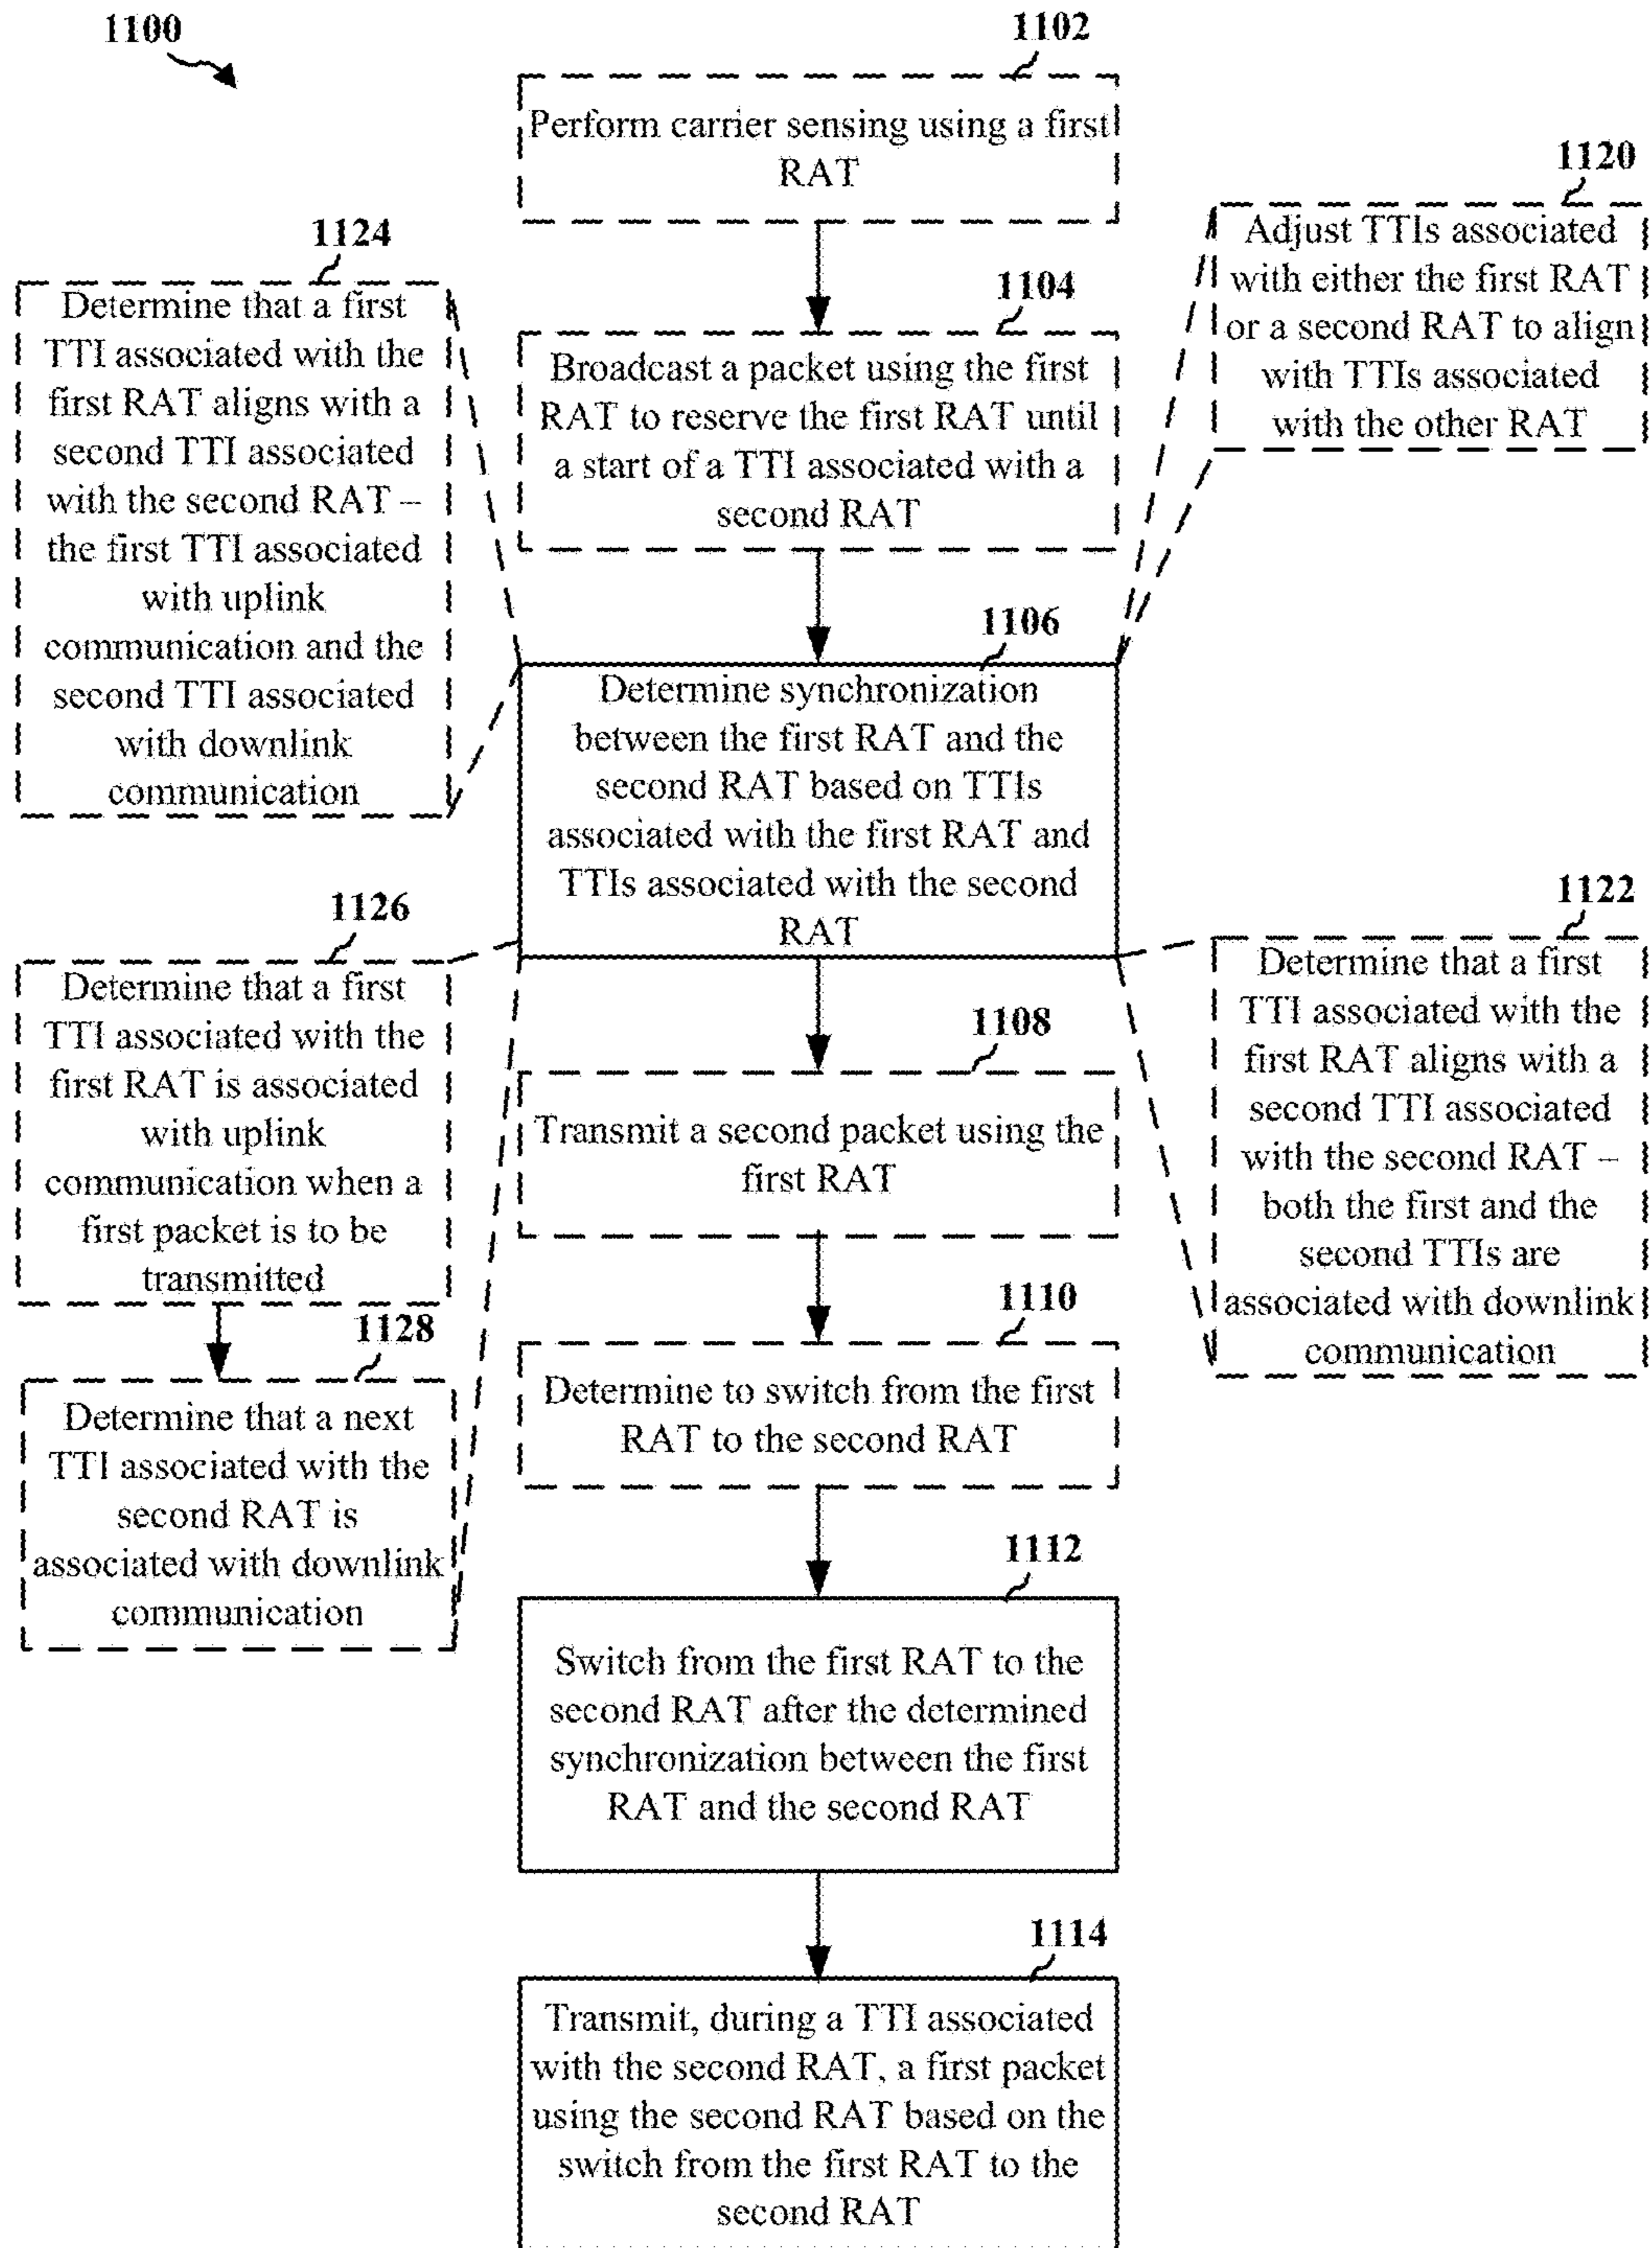 1100
1102
Perform carrier sensing using a first
RAT
1104
Broadcast a packet using the first
RAT to reserve the first RAT until
a start of a TTI associated with a
second RAT
1106
Determine synchronization
between the first RAT and the
second RAT based on TTIs
associated with the first RAT and
TTIs associated with the second
RAT
1120
Adjust TTIs associated
with either the first RAT
or a second RAT to align
with TTIs associated
with the other RAT
1122
Determine that a first
TTI associated with the
first RAT aligns with a
second TTI associated
with the second RAT –
both the first and the
second TTIs are
associated with downlink
communication
1124
Determine that a first
TTI associated with the
first RAT aligns with a
second TTI associated
with the second RAT –
the first TTI associated
with uplink
communication and the
second TTI associated
with downlink
communication
1126
Determine that a first
TTI associated with the
first RAT is associated
with uplink
communication when a
first packet is to be
transmitted
1128
Determine that a next
TTI associated with the
second RAT is
associated with downlink
communication
1108
Transmit a second packet using the
first RAT
1110
Determine to switch from the first
RAT to the second RAT
1112
Switch from the first RAT to the
second RAT after the determined
synchronization between the first
RAT and the second RAT
1114
Transmit, during a TTI associated
with the second RAT, a first packet
using the second RAT based on the
switch from the first RAT to the
second RAT